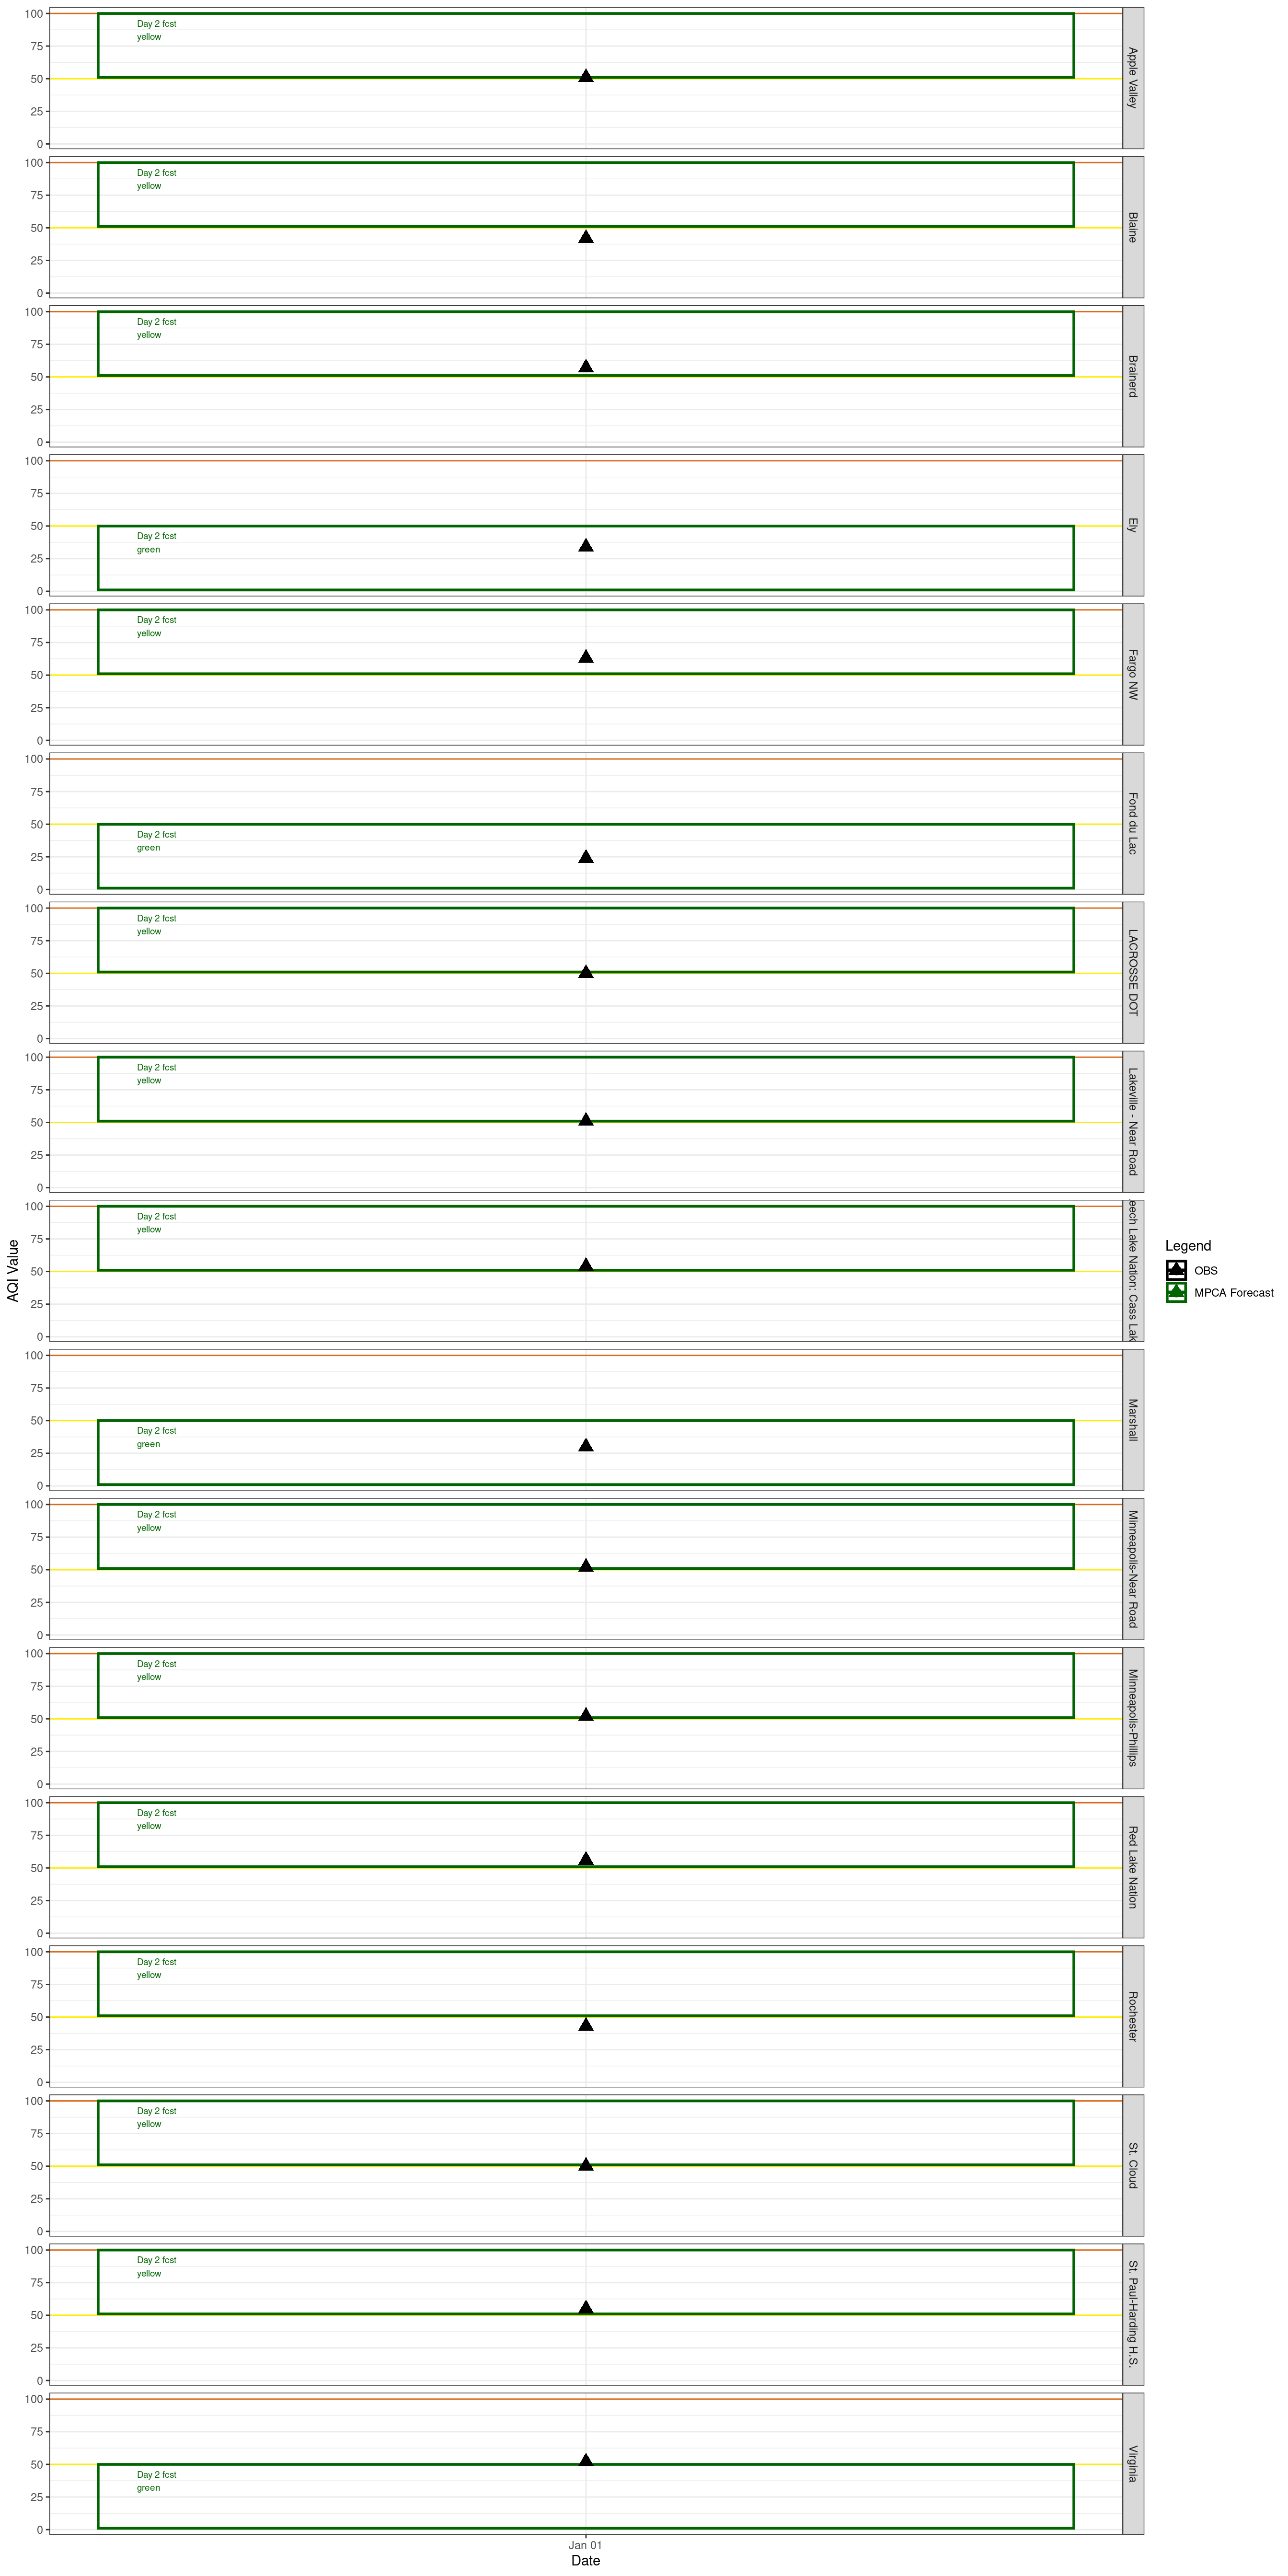 100
75
50
25
0
Day 2 fcst
yellow
Apple Valley
100
75
50
25
0
Day 2 fcst
yellow
Blaine
100
75
50
25
0
Day 2 fcst
yellow
Brainerd
100
75
50
25
0
Day 2 fcst
green
Ely
100
75
50
25
0
Day 2 fcst
yellow
Fargo NW
100
75
50
25
0
Day 2 fcst
green
Fond du Lac
100
75
50
25
0
Day 2 fcst
yellow
LACROSSE DOT
100
75
50
25
0
Day 2 fcst
yellow
Lakeville - Near Road
100
75
50
25
0
Day 2 fcst
yellow
eech Lake Nation: Cass Lak
AQI Value
Legend
OBS
MPCA Forecast
100
75
50
25
0
Day 2 fcst
green
Marshall
100
75
50
25
0
Day 2 fcst
yellow
Minneapolis-Near Road
100
75
50
25
0
Day 2 fcst
yellow
Minneapolis-Phillips
100
75
50
25
0
Day 2 fcst
yellow
Red Lake Nation
100
75
50
25
0
Day 2 fcst
yellow
Rochester
100
75
50
25
0
Day 2 fcst
yellow
St. Cloud
100
75
50
25
0
Day 2 fcst
yellow
St. Paul-Harding H.S.
100
75
50
25
0
Day 2 fcst
green
Virginia
Jan 01
Date